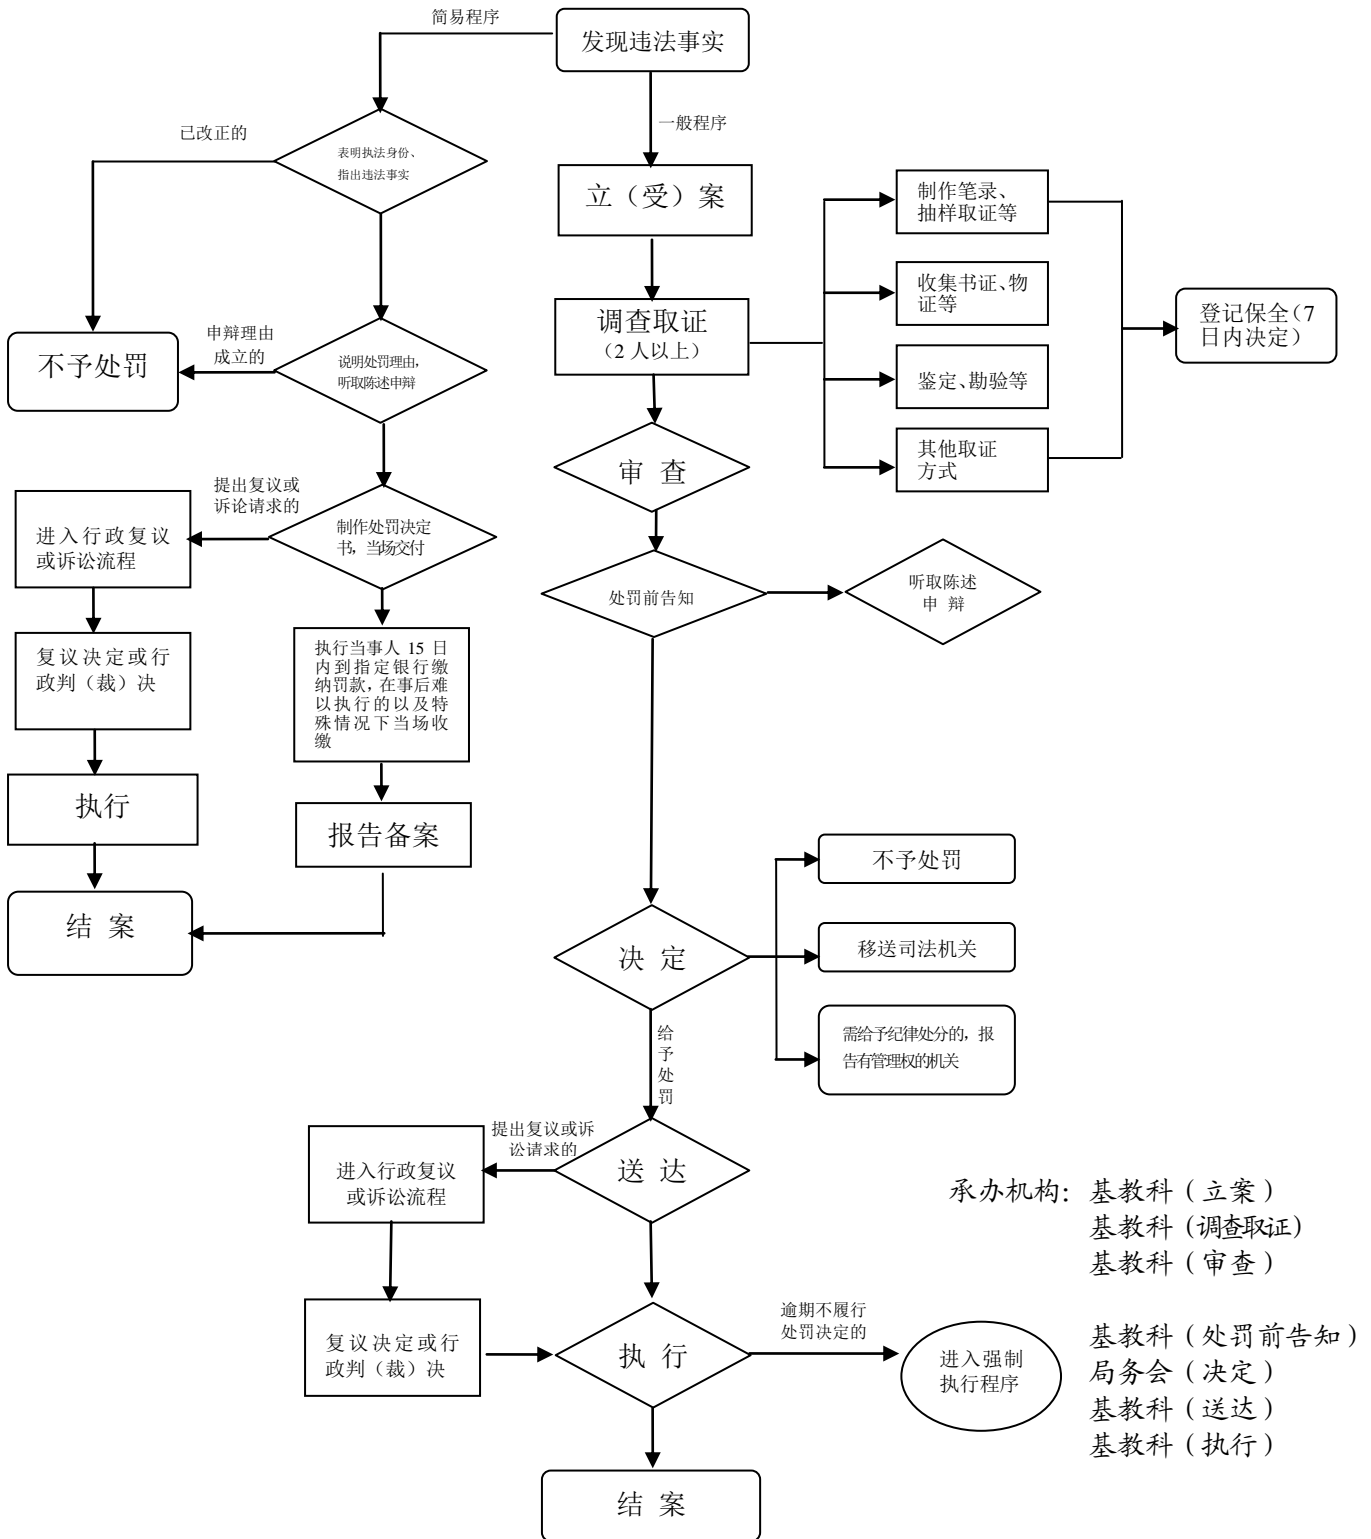 简易程序
发现违法事实
一般程序
已改正的
表明执法身份、
指出违法事实
立（受）案
制作笔录、
抽样取证等
收集书证、物
证等
登记保全（7
日内决定）
调查取证
（2 人以上）
申辩理由
成立的
不予处罚
说明处罚理由，
听取陈述申辩
鉴定、勘验等
其他取证
方式
审 查
提出复议或
诉论请求的
进入行政复议
或诉讼流程
制作处罚决定
书，当场交付
处罚前告知
听取陈述
申 辩
复议决定或行
政判（裁）决
执行当事人 15 日
内到指定银行缴
纳罚款，在事后难
以执行的以及特
殊情况下当场收
缴
执行
报告备案
结 案
不予处罚
决 定
移送司法机关
需给予纪律处分的，报
告有管理权的机关
给
予
处
罚
提出复议或诉
讼请求的
进入行政复议
或诉讼流程
送 达
承办机构：基教科（立案）
基教科（调查取证）
基教科（审查）
基教科（处罚前告知）
局务会（决定）
基教科（送达）
基教科（执行）
复议决定或行
政判（裁）决
执 行
逾期不履行
处罚决定的
进入强制
执行程序
结 案